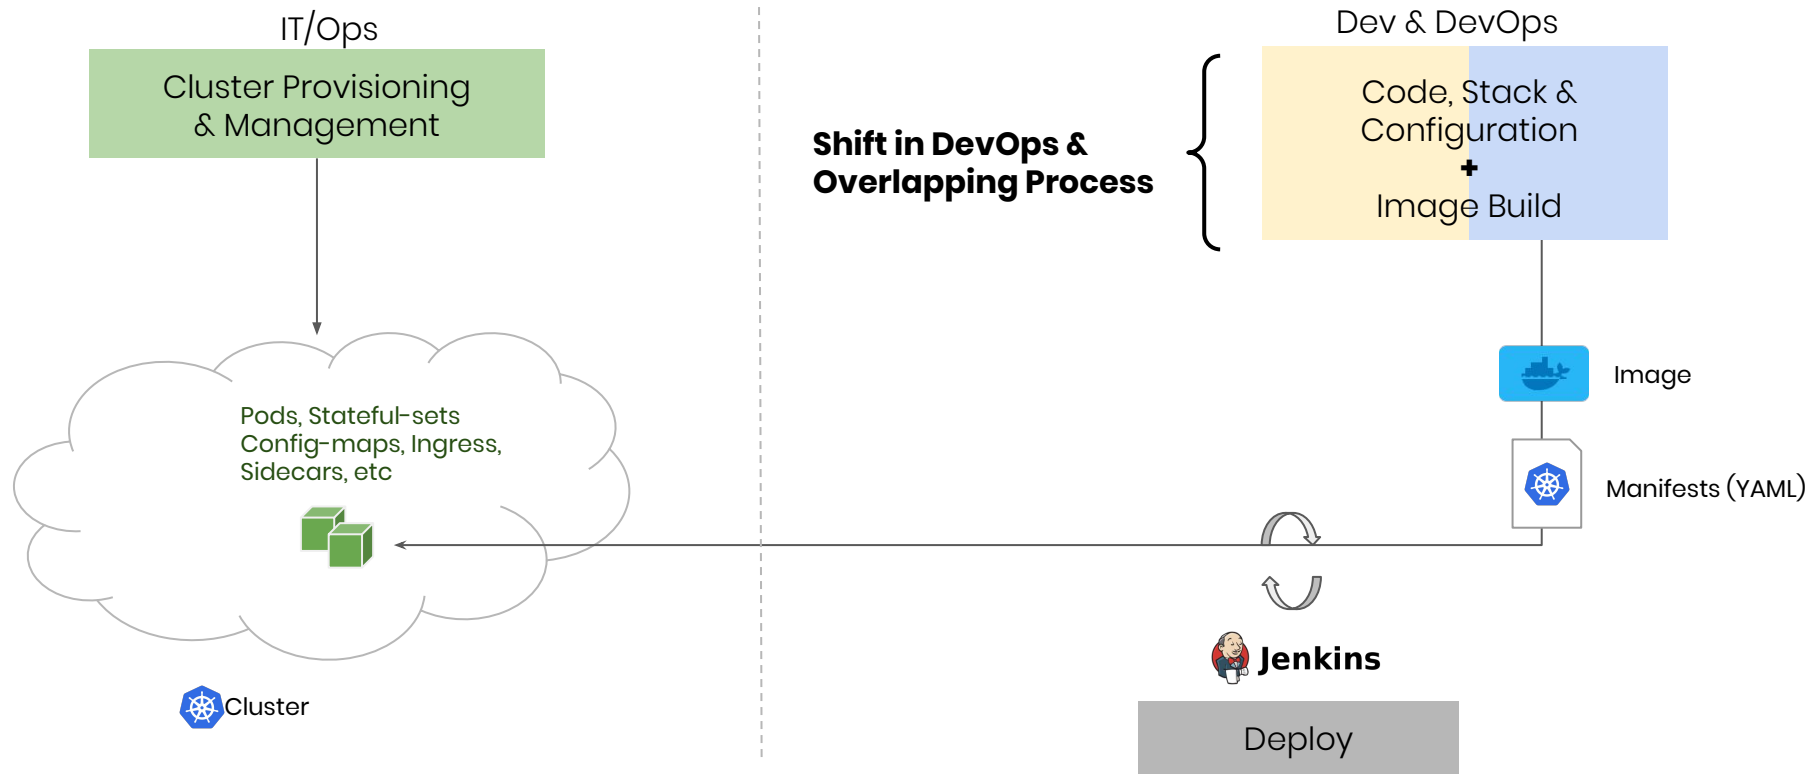 IT/Ops
Cluster Provisioning
& Management
Pods, Stateful-sets
Config-maps, Ingress,
Sidecars, etc
Cluster
Dev & DevOps
Shift in DevOps &
Overlapping Process
Code, Stack &
Configuration
+
Image Build
Image
Manifests (YAML)
Jenkins
Deploy